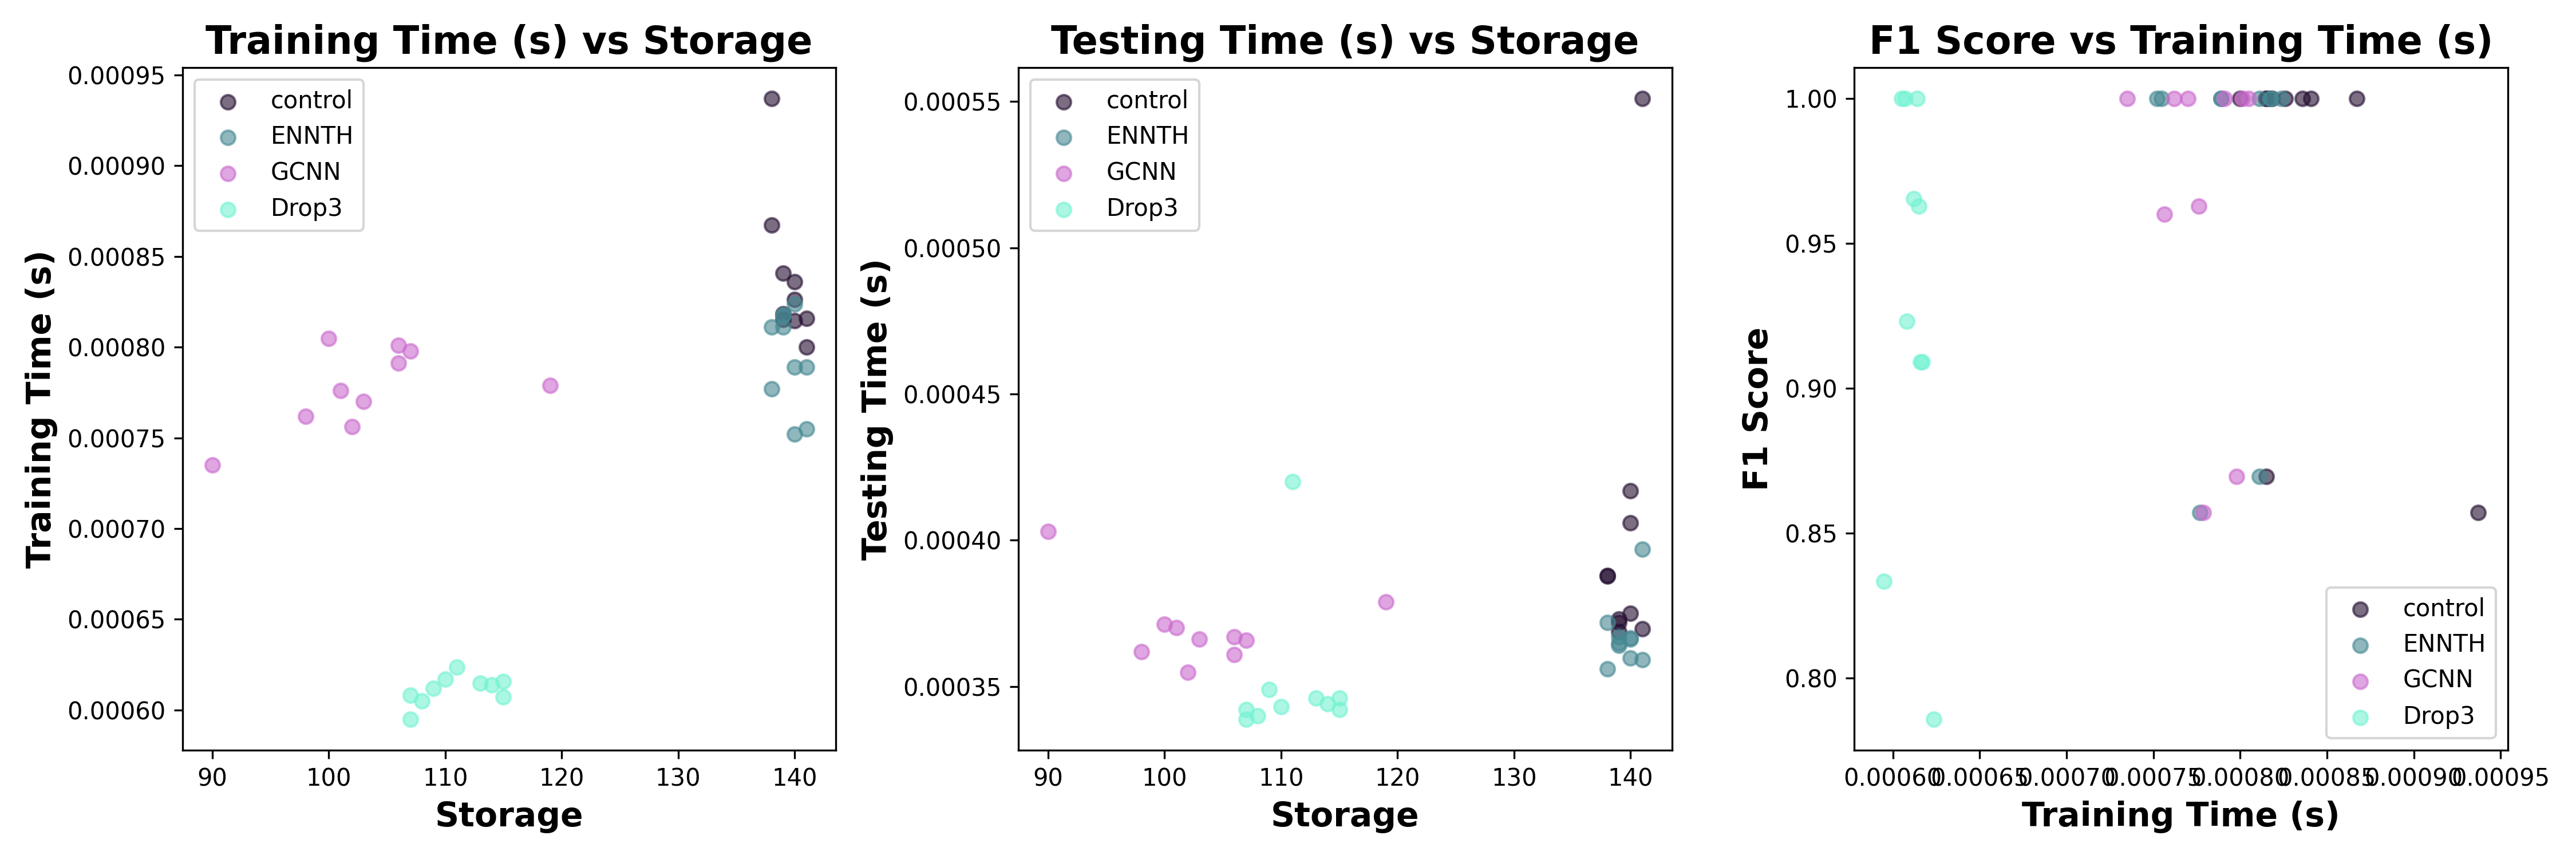 Training Time (s) vs Storage
0.00095
0.00090
0.00085
0.00080
0.00075
0.00070
0.00065
0.00060
Training Time (s)
control
ENNTH
GCNN
Drop3
90 100 110 120 130 140
Storage
Testing Time (s) vs Storage
0.00055
0.00050
0.00045
0.00040
0.00035
Testing Time (s)
control
ENNTH
GCNN
Drop3
90 100 110 120 130 140
Storage
F1 Score vs Training Time (s)
1.00
0.95
0.90
0.85
0.80
F1 Score
control
ENNTH
GCNN
Drop3
0.00060 0.00065 0.00070 0.00075 0.00080 0.00085 0.00090 0.00095
Training Time (s)